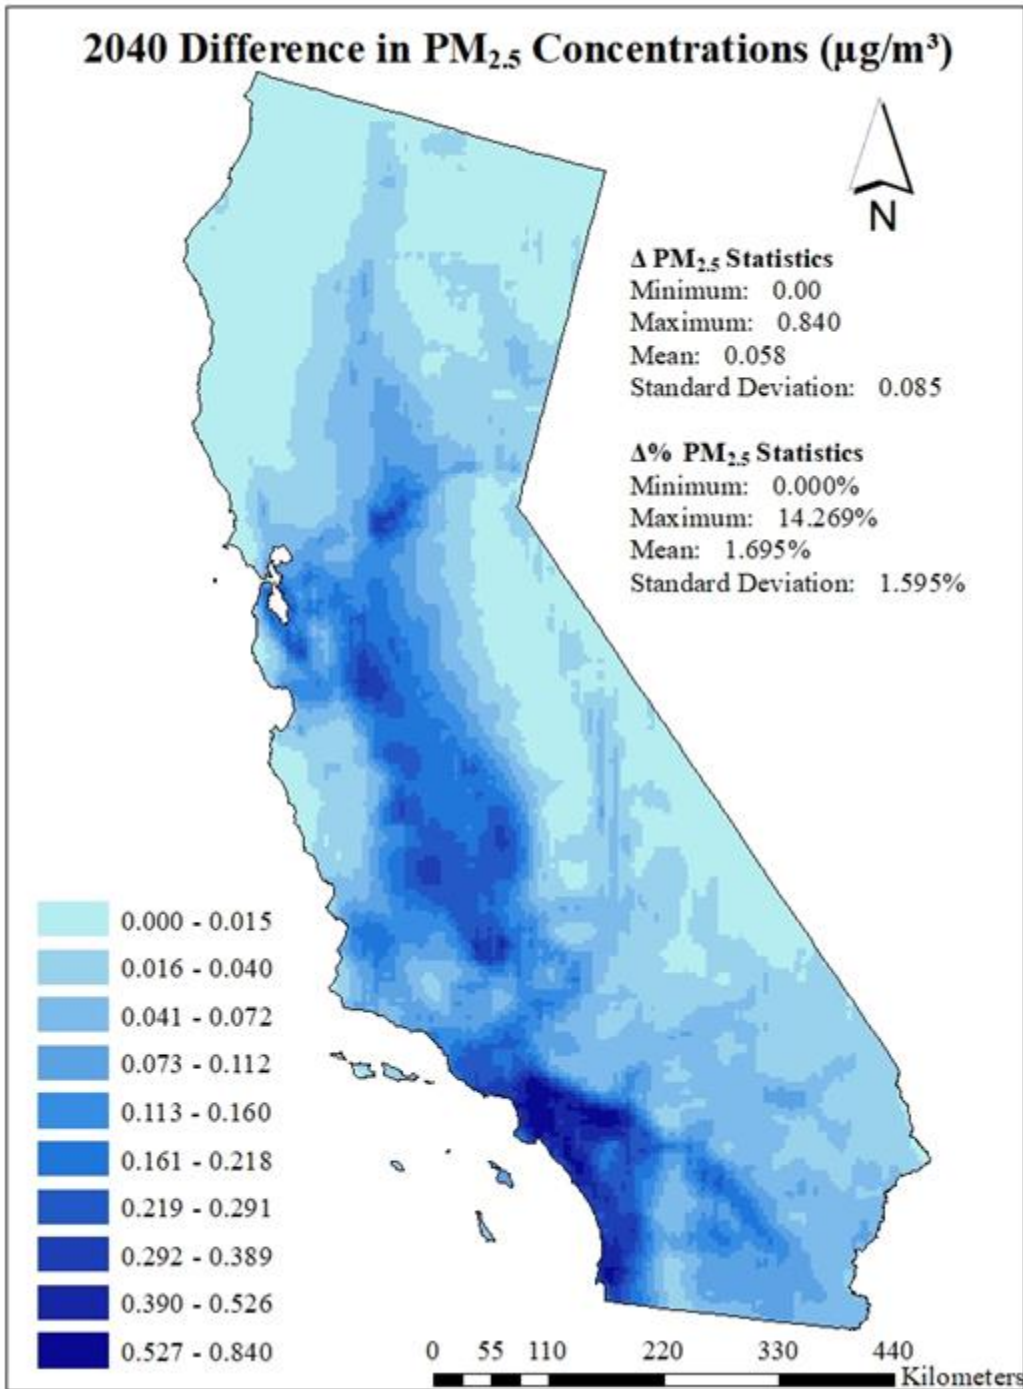 2040 Difference in PM₂.₅ Concentrations (µg/m³)
N
Δ PM₂.₅ Statistics
Minimum: 0.00
Maximum: 0.840
Mean: 0.058
Standard Deviation: 0.085
Δ% PM₂.₅ Statistics
Minimum: 0.000%
Maximum: 14.269%
Mean: 1.695%
Standard Deviation: 1.595%
0.000 - 0.015
0.016 - 0.040
0.041 - 0.072
0.073 - 0.112
0.113 - 0.160
0.161 - 0.218
0.219 - 0.291
0.292 - 0.389
0.390 - 0.526
0.527 - 0.840
0 55 110 220 330 440
Kilometers